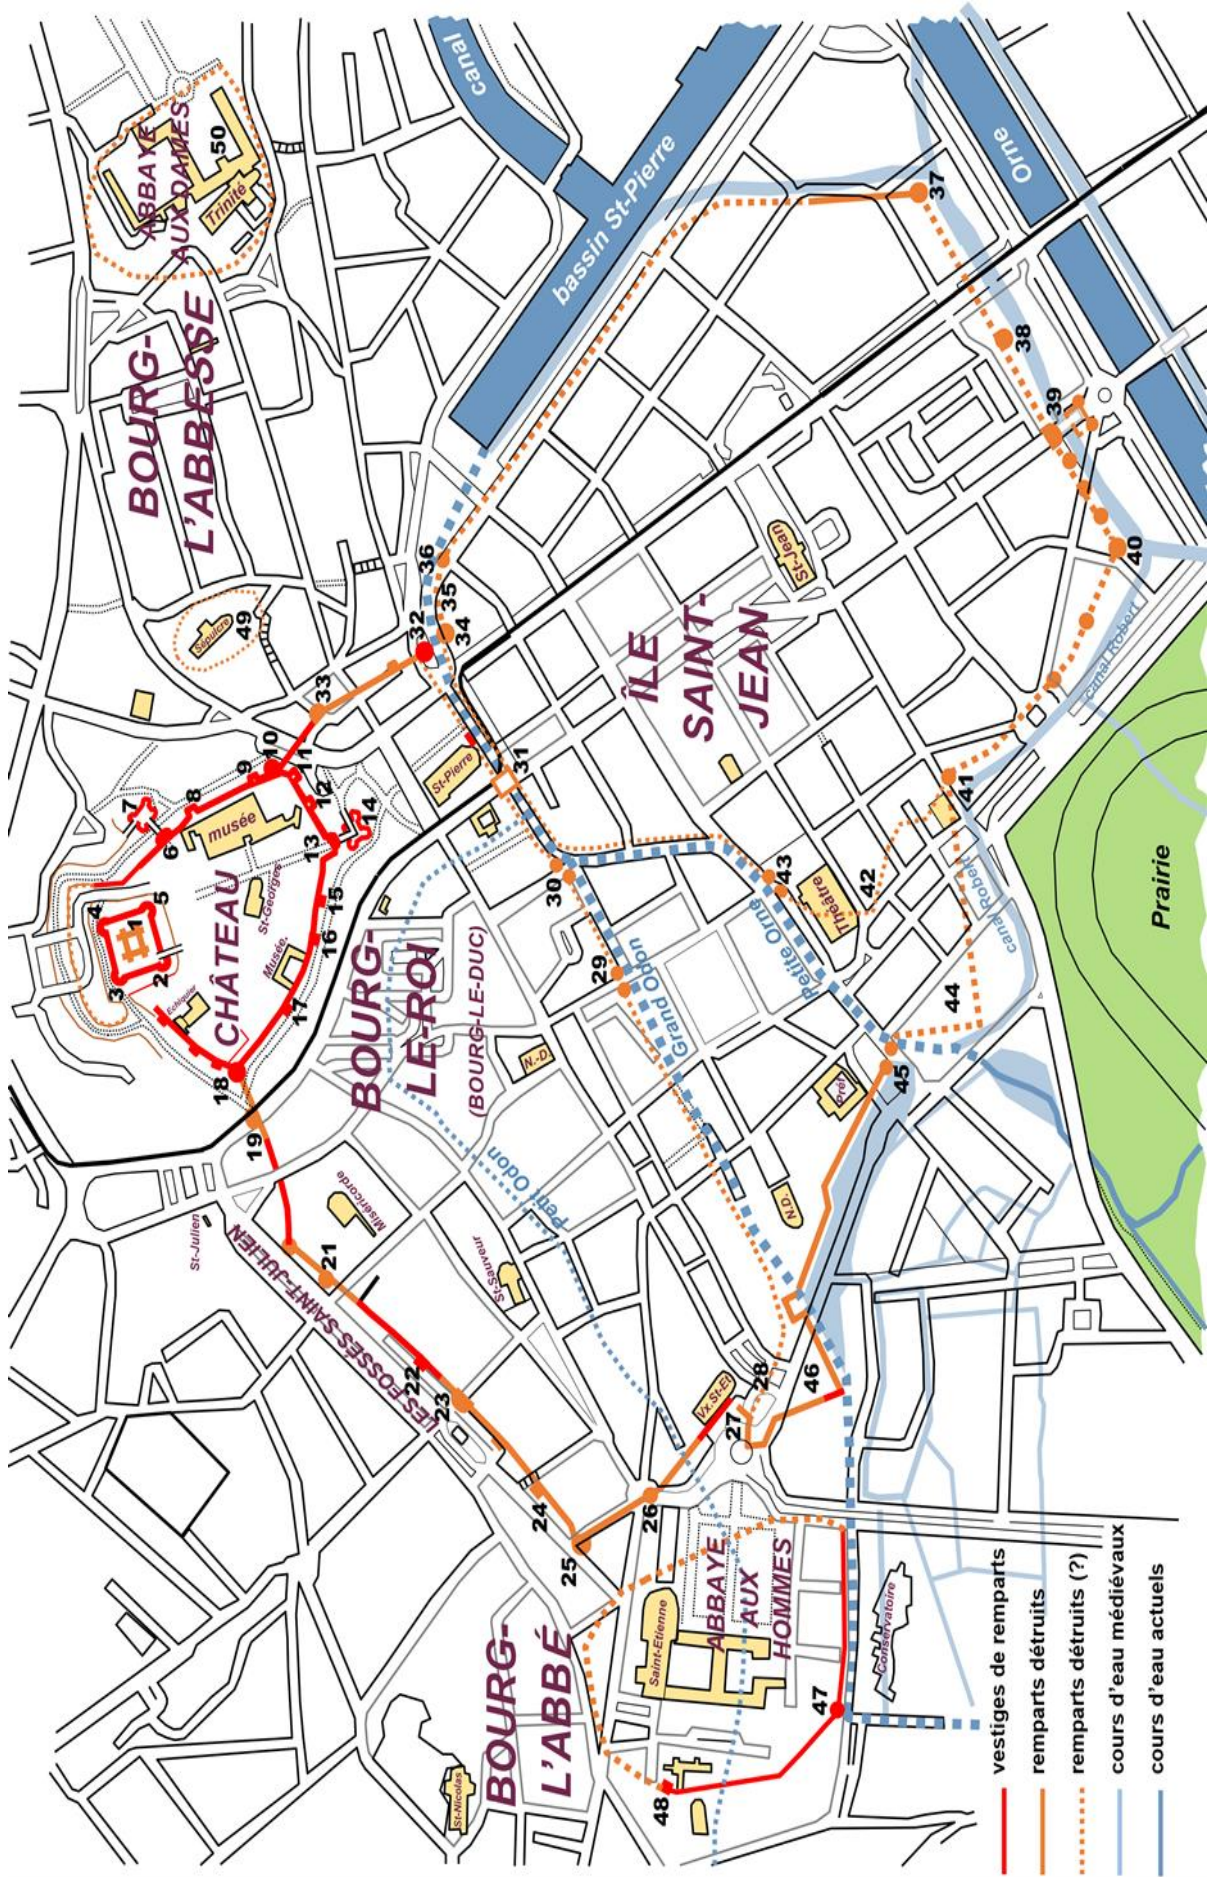 ABBAYE
AUX DAMES
50
Trinité
BOURG-
L'ABBESSE
canal
bassin St-Pierre
Orne
37
38
39
40
Sépulcre
49
36
35
34
32
33
31
ÎLE
SAINT-
JEAN
St-Jean
canal Robert
Prairie
41
42
43
Théâtre
44
canal Robert
45
Petite Orne
Préf.
N.D.
46
1
2
3
4
5
6
7
8
9
10
11
12
13
14
15
16
17
18
19
musée
CHÂTEAU
St-Georges
Musée.
Echiquier
St-Pierre
BOURG-
LE-ROI
(BOURG-LE-DUC)
30
29
Grand Odon
N.-D.
Petit Odon
Miséricorde
St-Sauveur
St-Julien
LES FOSSÉS SAINT-JULIEN
21
22
23
24
25
26
27
28
Vx.St-Et
BOURG-
L'ABBÉ
St-Nicolas
Saint-Etienne
ABBAYE
AUX
HOMMES
47
48
Conservatoire
vestiges de remparts
remparts détruits
remparts détruits (?)
cours d'eau médiévaux
cours d'eau actuels